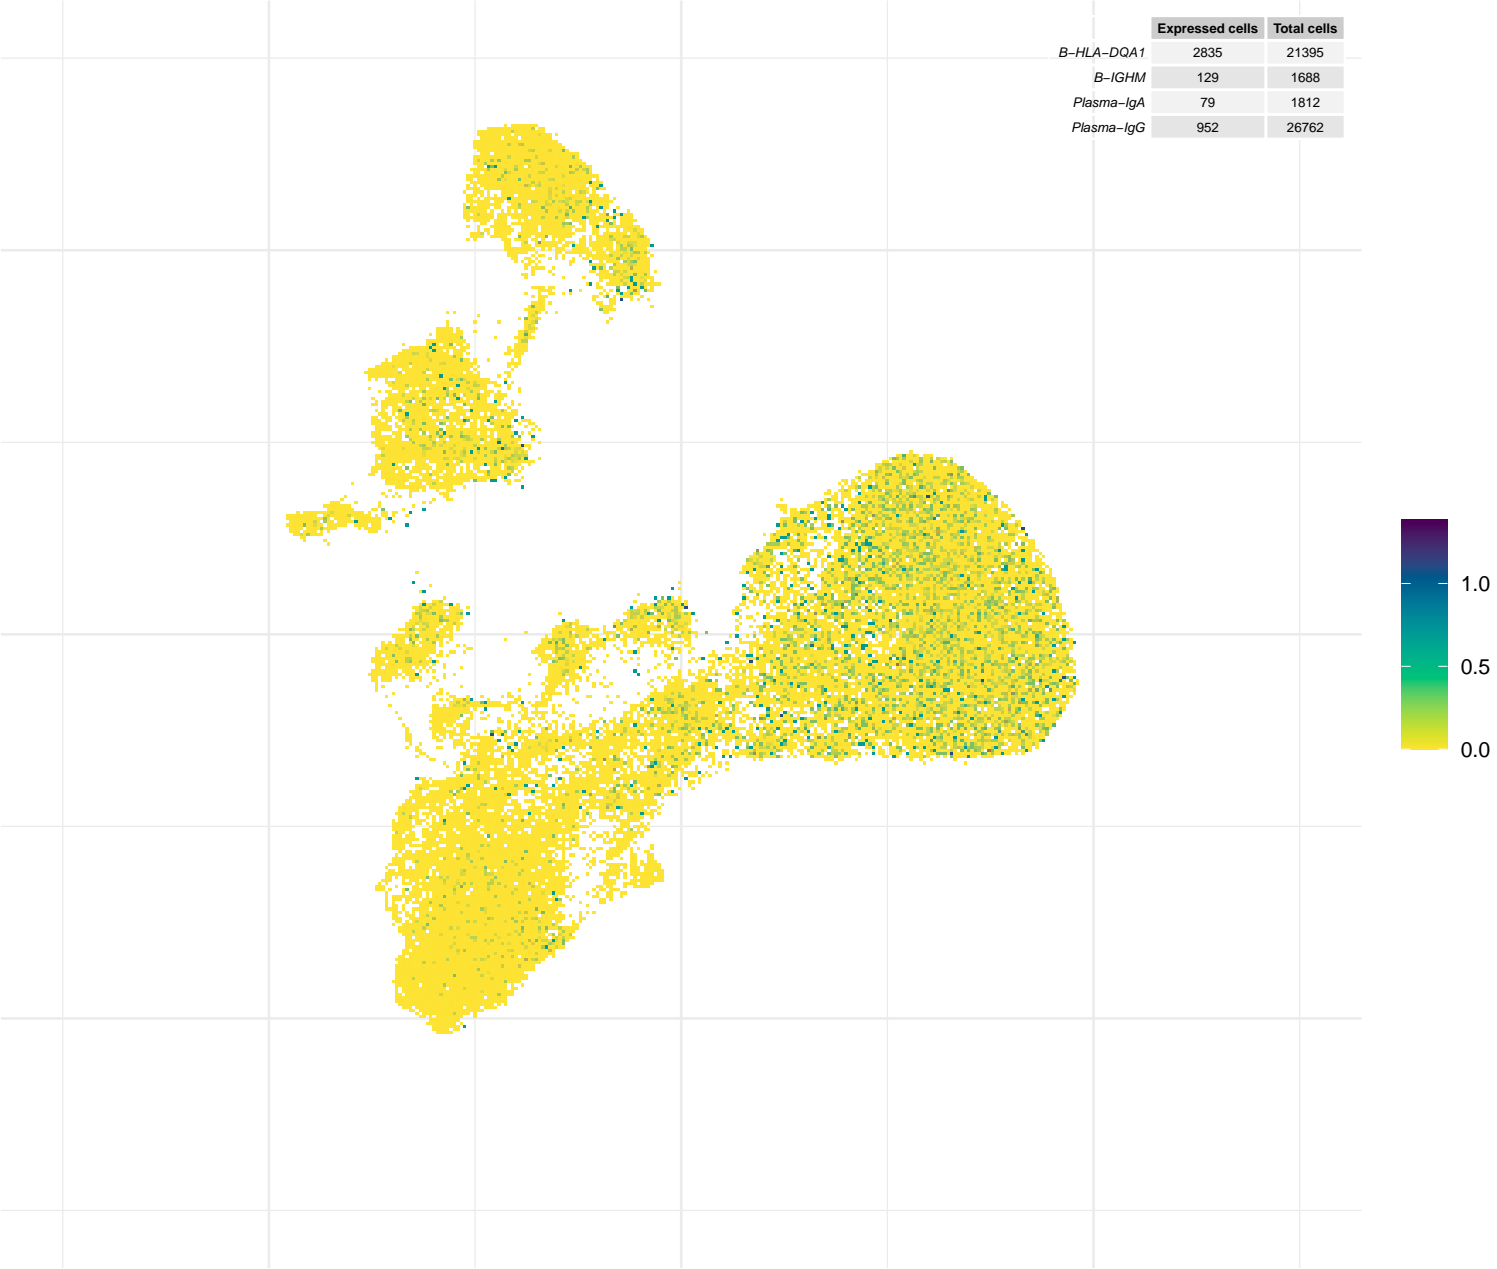 Expressed cells Total cells
B−HLA−DQA1 2835 21395
B−IGHM 129 1688
Plasma−IgA 79 1812
Plasma−IgG 952 26762
1.0
0.5
0.0